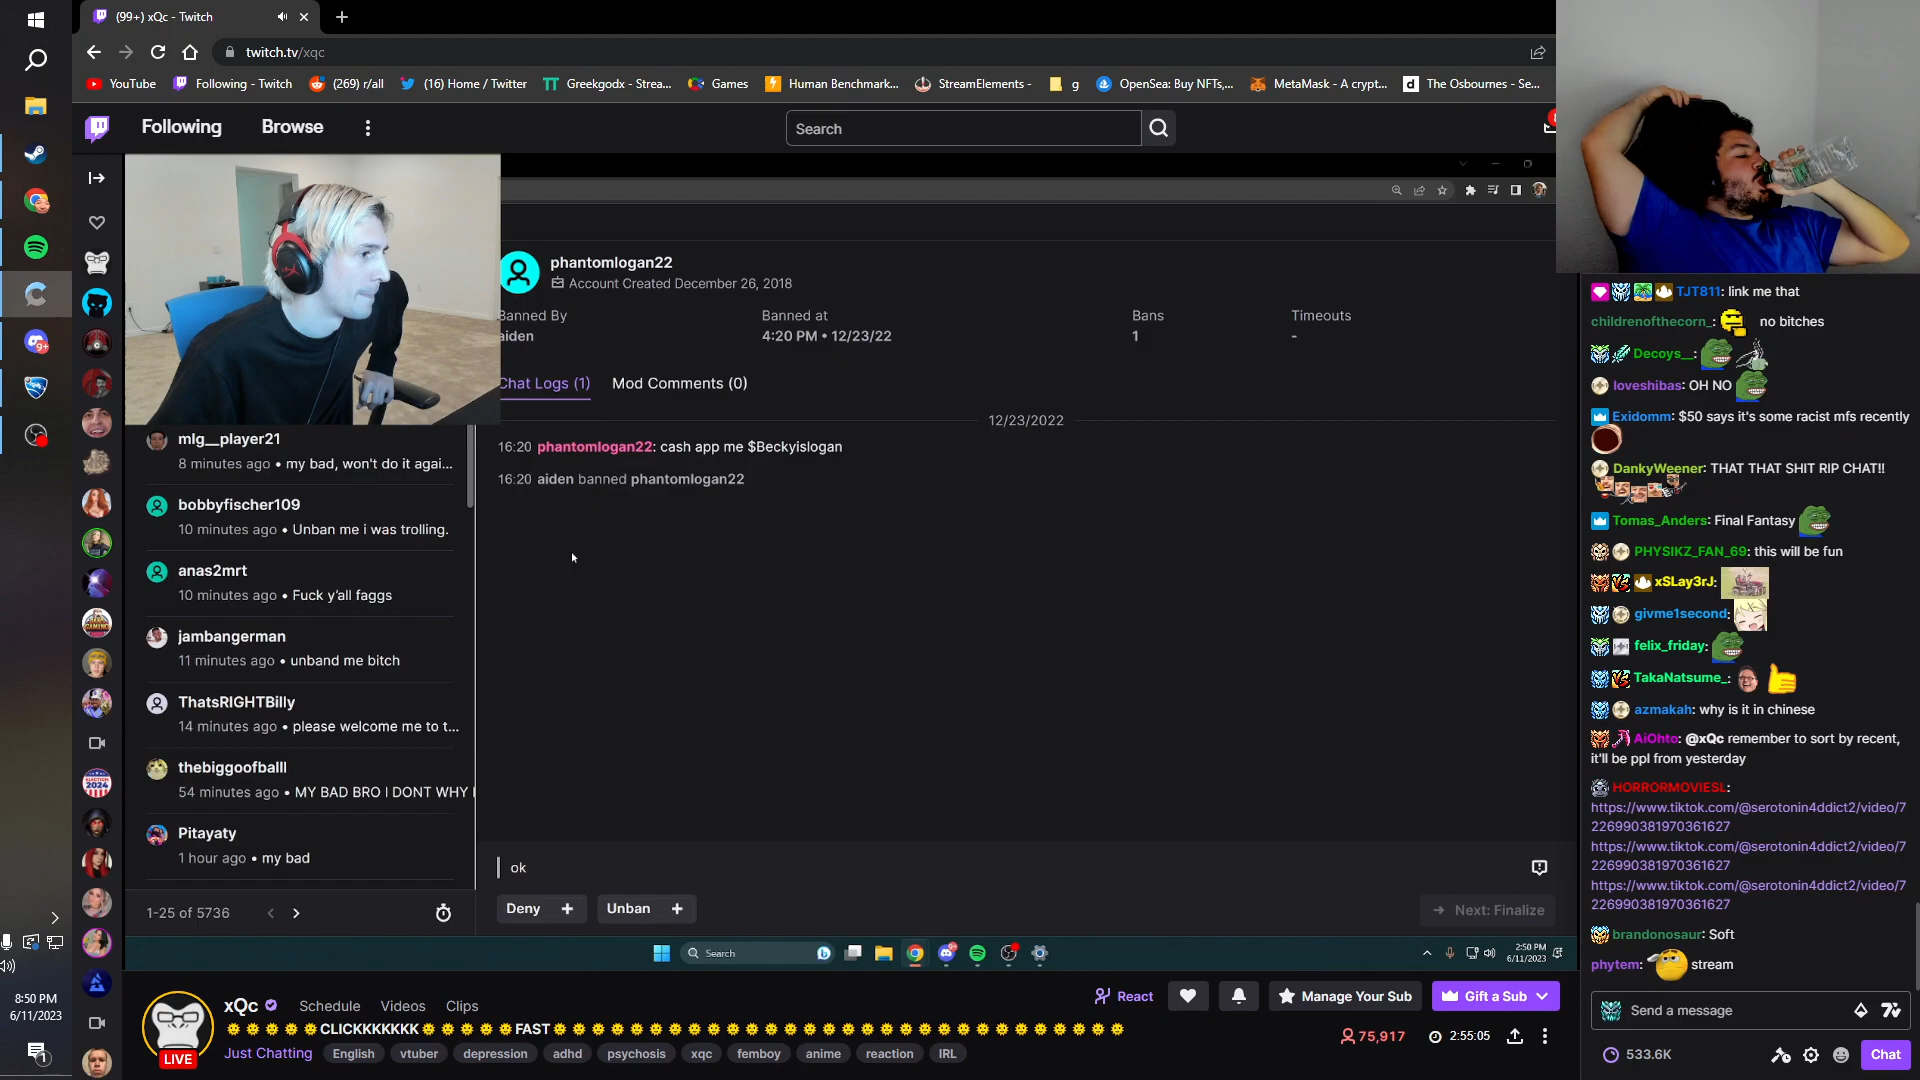 (99+) xQc - Twitch
twitch.tv/xqc
YouTube
Following - Twitch
(269) r/all
(16) Home / Twitter
Greekgodx - Strea...
Games
Human Benchmark...
StreamElements -
g
OpenSea: Buy NFTs,...
MetaMask - A crypt...
The Osbournes - Se...
Following
Browse
Search
phantomlogan22
Account Created December 26, 2018
Banned By
Banned at
Bans
Timeouts
aiden
4:20 PM • 12/23/22
1
-
Chat Logs (1)
Mod Comments (0)
12/23/2022
16:20 phantomlogan22: cash app me $Beckyislogan
16:20 aiden banned phantomlogan22
mlg__player21
8 minutes ago • my bad, won't do it agai...
bobbyfischer109
10 minutes ago • Unban me i was trolling.
anas2mrt
10 minutes ago • Fuck y'all faggs
jambangerman
11 minutes ago • unband me bitch
ThatsRIGHTBilly
14 minutes ago • please welcome me to t...
thebiggoofballl
54 minutes ago • MY BAD BRO I DONT WHY
Pitayaty
1 hour ago • my bad
1-25 of 5736
ok
Deny +
Unban +
Next: Finalize
Search
2:50 PM
6/11/2023
xQc
Schedule
Videos
Clips
React
Manage Your Sub
Gift a Sub
CLICKKKKKKK FAST
LIVE
Just Chatting
English
vtuber
depression
adhd
psychosis
xqc
femboy
anime
reaction
IRL
75,917
2:55:05
TJT811: link me that
childrenofthecorn_: no bitches
Decoys__:
loveshibas: OH NO
Exidomm: $50 says it's some racist mfs recently
DankyWeener: THAT THAT SHIT RIP CHAT!!
Tomas_Anders: Final Fantasy
PHYSIKZ_FAN_69: this will be fun
xSLay3rJ:
givme1second:
felix_friday:
TakaNatsume_:
azmakah: why is it in chinese
AiOhto: @xQc remember to sort by recent,
it'll be ppl from yesterday
HORRORMOVIESL:
https://www.tiktok.com/@serotonin4ddict2/video/7
226990381970361627
https://www.tiktok.com/@serotonin4ddict2/video/7
226990381970361627
https://www.tiktok.com/@serotonin4ddict2/video/7
226990381970361627
brandonosaur: Soft
phytem: stream
Send a message
533.6K
Chat
8:50 PM
6/11/2023
1
ELECTION
2024
GAMING
9+